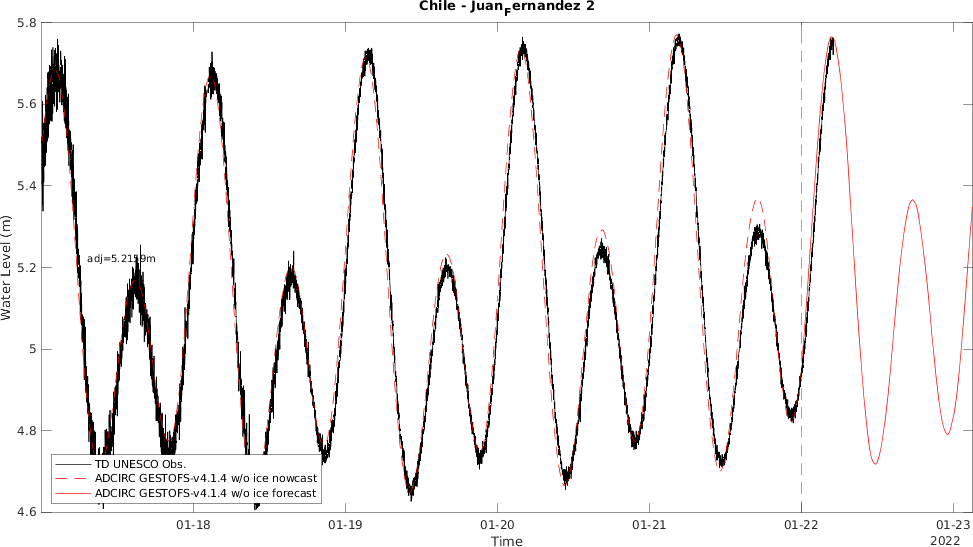 Chile - Juan_Fernandez 2
5.8
5.6
5.4
5.2
5
4.8
4.6
Water Level (m)
adj=5.2159m
TD UNESCO Obs.
ADCIRC GESTOFS-v4.1.4 w/o ice nowcast
ADCIRC GESTOFS-v4.1.4 w/o ice forecast
01-18
01-19
01-20
01-21
01-22
01-23
Time
2022